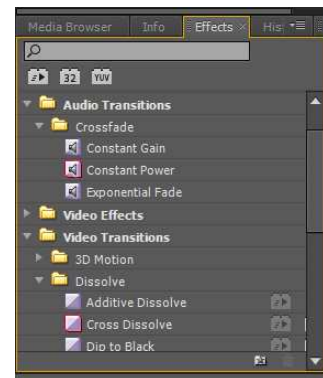 Media Browser Info Effects × His
32 YUV
Audio Transitions
Crossfade
Constant Gain
Constant Power
Exponential Fade
Video Effects
Video Transitions
3D Motion
Dissolve
Additive Dissolve
Cross Dissolve
Dip to Black